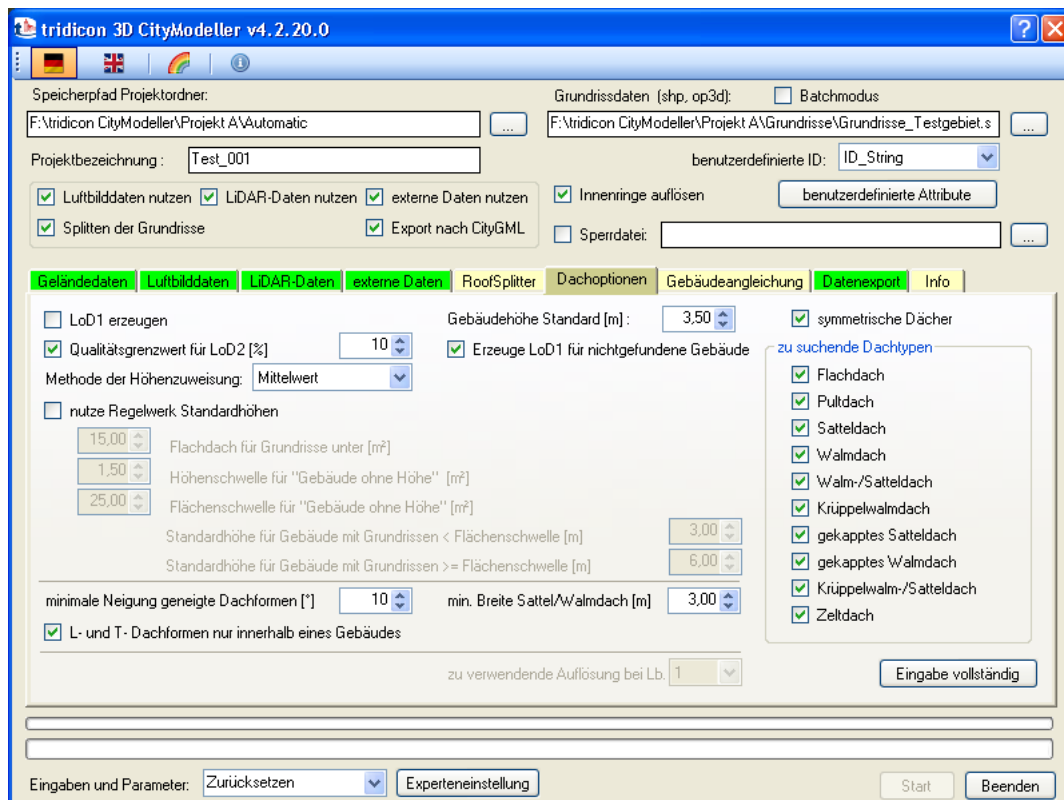 tridicon 3D CityModeller v4.2.20.0
Speicherpfad Projektordner:
Grundrissdaten (shp, op3d):
Batchmodus
F:\tridicon CityModeller\Projekt A\Automatic
...
F:\tridicon CityModeller\Projekt A\Grundrisse\Grundrisse_Testgebiet.s
...
Projektbezeichnung :
Test_001
benutzerdefinierte ID:
ID_String
Luftbilddaten nutzen
LiDAR-Daten nutzen
externe Daten nutzen
Innenringe auflösen
benutzerdefinierte Attribute
Splitten der Grundrisse
Export nach CityGML
Sperrdatei:
...
Geländedaten
Luftbilddaten
LiDAR-Daten
externe Daten
RoofSplitter
Dachoptionen
Gebäudeangleichung
Datenexport
Info
LoD1 erzeugen
Gebäudehöhe Standard [m] :
3,50
symmetrische Dächer
Qualitätsgrenzwert für LoD2 [%]
10
Erzeuge LoD1 für nichtgefundene Gebäude
zu suchende Dachtypen
Methode der Höhenzuweisung:
Mittelwert
Flachdach
Pultdach
Satteldach
Walmdach
Walm-/Satteldach
Krüppelwalmdach
gekapptes Satteldach
gekapptes Walmdach
Krüppelwalm-/Satteldach
Zeltdach
nutze Regelwerk Standardhöhen
15,00
Flachdach für Grundrisse unter [m²]
1,50
Höhenschwelle für "Gebäude ohne Höhe" [m²]
25,00
Flächenschwelle für "Gebäude ohne Höhe" [m²]
Standardhöhe für Gebäude mit Grundrissen < Flächenschwelle [m]
3,00
Standardhöhe für Gebäude mit Grundrissen >= Flächenschwelle [m]
6,00
minimale Neigung geneigte Dachformen [°]
10
min. Breite Sattel/Walmdach [m]
3,00
L- und T- Dachformen nur innerhalb eines Gebäudes
zu verwendende Auflösung bei Lb.
1
Eingabe vollständig
Eingaben und Parameter:
Zurücksetzen
Experteneinstellung
Start
Beenden